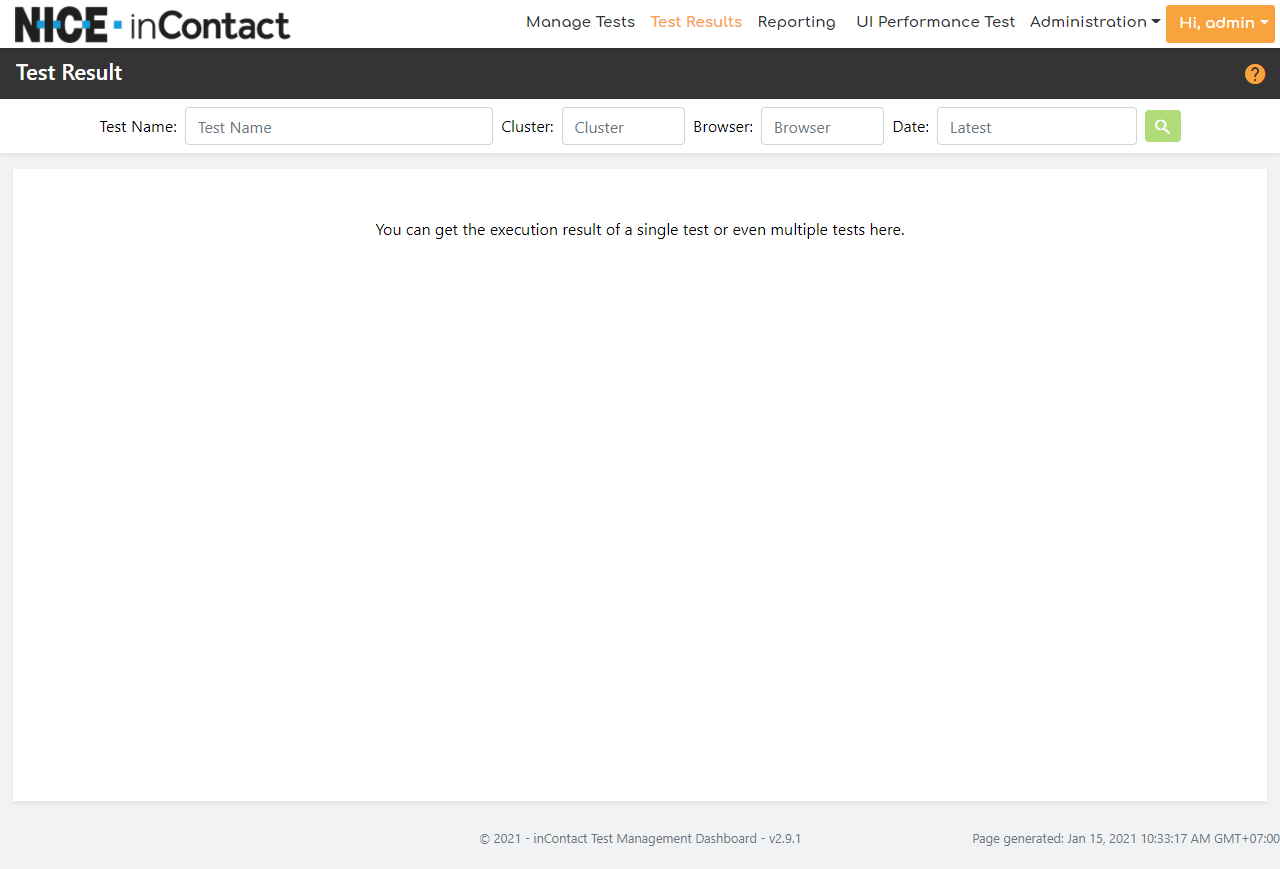 NICE inContact Manage Tests Test Results Reporting UI Performance Test Administration Hi, admin
Test Result ?
Test Name: Test Name Cluster: Cluster Browser: Browser Date: Latest
You can get the execution result of a single test or even multiple tests here.
© 2021 - inContact Test Management Dashboard - v2.9.1 Page generated: Jan 15, 2021 10:33:17 AM GMT+07:00